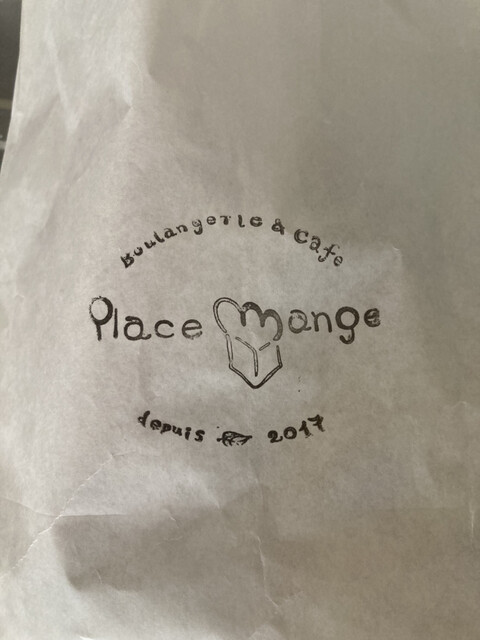 Boulangerie & Cafe
Place Mange
depuis 2017